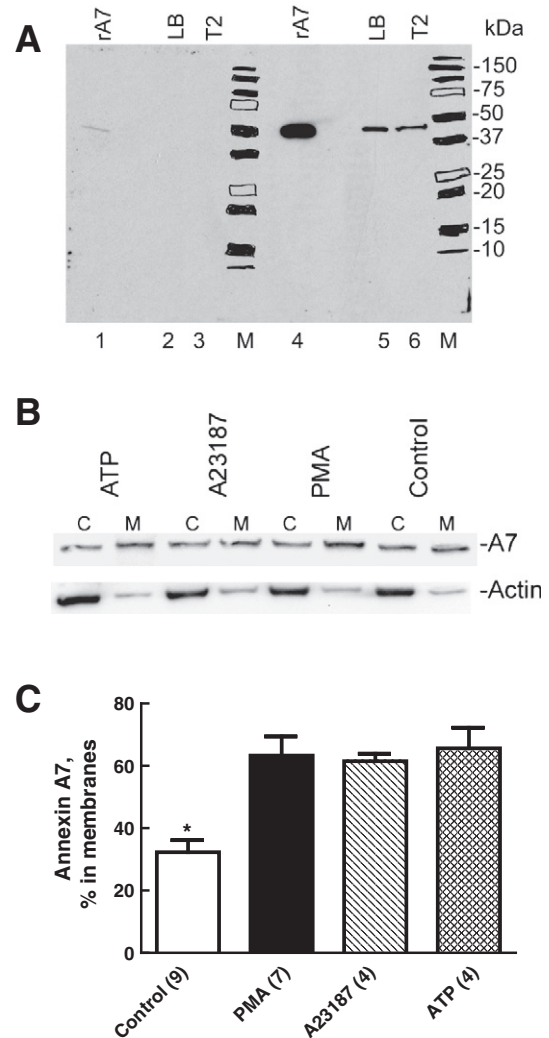 A
rA7 LB T2 rA7 LB T2 kDa
-150
-75
-50
-37
-25
-20
-15
-10
1 2 3 M 4 5 6 M
B
ATP A23187 PMA Control
C M C M C M C M
-A7
-Actin
C
Annexin A7,
% in membranes
80
60
40
20
0
*
Control (9) PMA (7) A23187 (4) ATP (4)